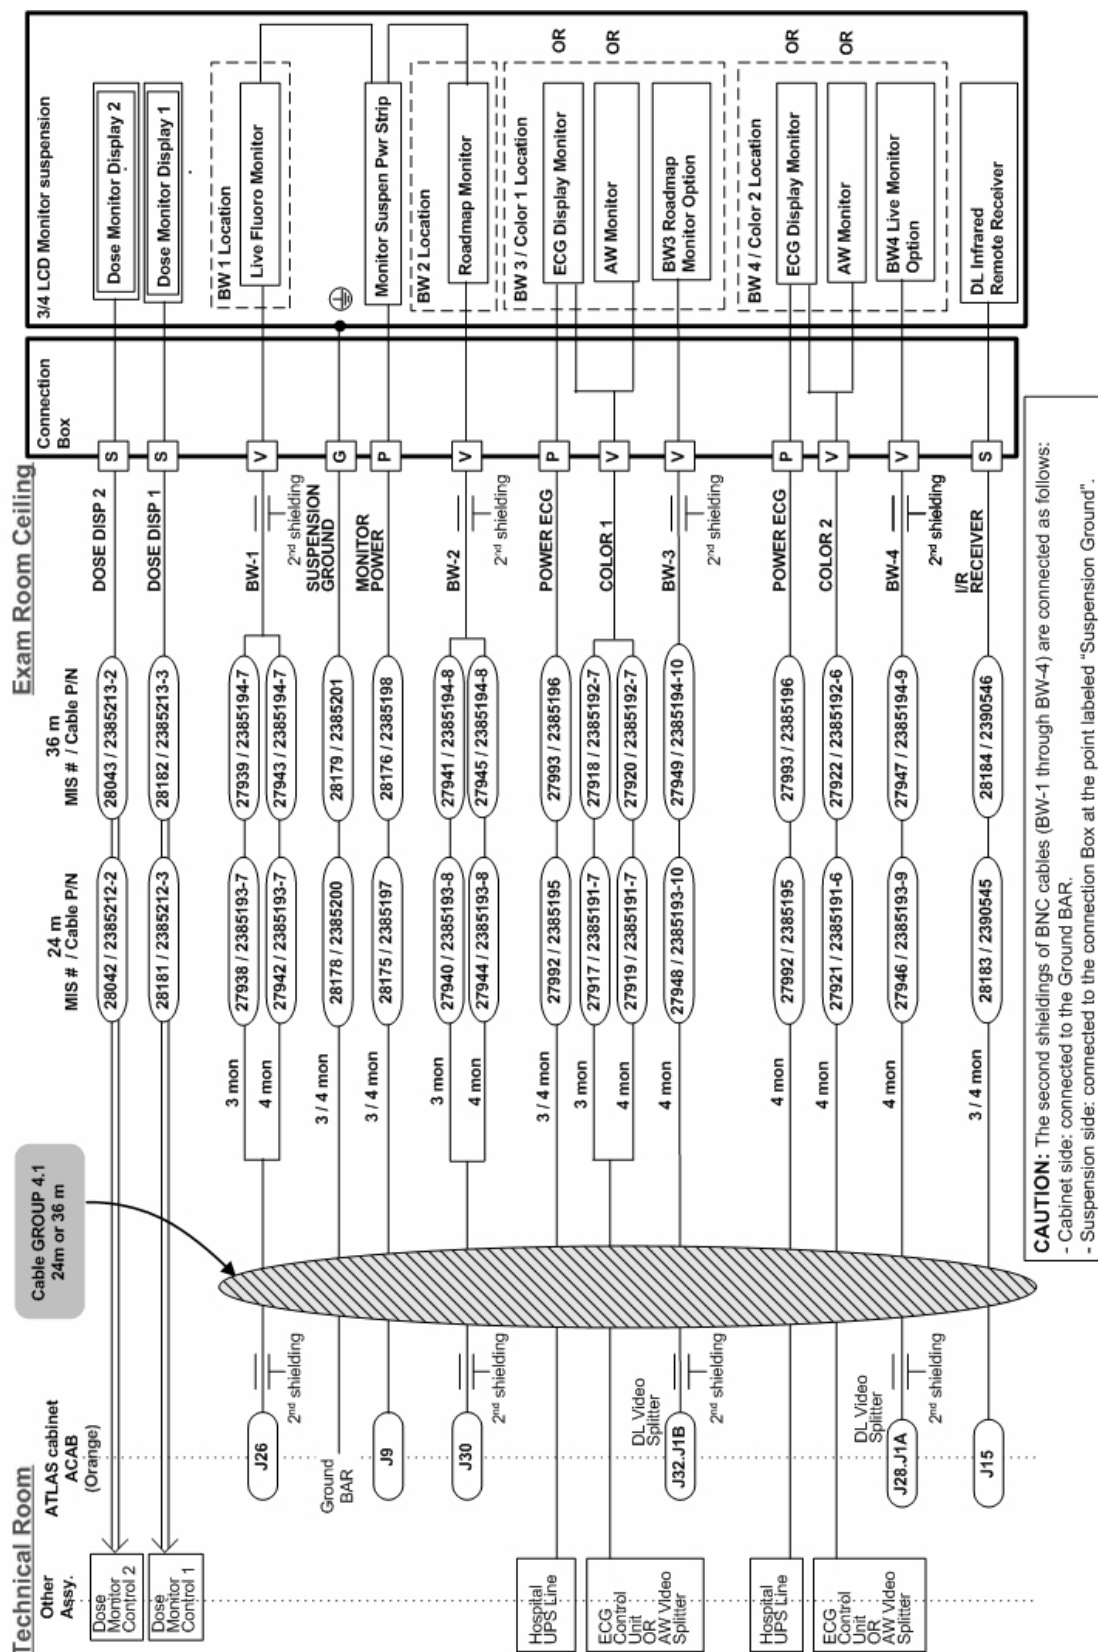 Technical Room
Exam Room Ceiling
Other
Assy.
ATLAS cabinet
ACAB
(Orange)
Cable GROUP 4.1
24m or 36 m
24 m
MIS # / Cable P/N
36 m
MIS # / Cable P/N
Connection
Box
3/4 LCD Monitor suspension
Dose
Monitor
Control 2
28042 / 2385212-2
28043 / 2385213-2
DOSE DISP 2
S
Dose Monitor Display 2
Dose
Monitor
Control 1
28181 / 2385212-3
28182 / 2385213-3
DOSE DISP 1
S
Dose Monitor Display 1
J26
2nd shielding
3 mon
27938 / 2385193-7
27939 / 2385194-7
4 mon
27942 / 2385193-7
27943 / 2385194-7
BW-1
2nd shielding
V
BW 1 Location
Live Fluoro Monitor
Ground
BAR
3 / 4 mon
28178 / 2385200
28179 / 2385201
SUSPENSION
GROUND
G
J9
3 / 4 mon
28175 / 2385197
28176 / 2385198
MONITOR
POWER
P
Monitor Suspen Pwr Strip
J30
2nd shielding
3 mon
27940 / 2385193-8
27941 / 2385194-8
4 mon
27944 / 2385193-8
27945 / 2385194-8
BW-2
2nd shielding
V
BW 2 Location
Roadmap Monitor
Hospital
UPS Line
3 / 4 mon
27992 / 2385195
27993 / 2385196
POWER ECG
P
BW 3 / Color 1 Location
ECG Display Monitor
OR
ECG
Control
Unit
OR
AW Video
Splitter
3 mon
27917 / 2385191-7
27918 / 2385192-7
4 mon
27919 / 2385191-7
27920 / 2385192-7
COLOR 1
V
AW Monitor
OR
DL Video
Splitter
J32.J1B
2nd shielding
4 mon
27948 / 2385193-10
27949 / 2385194-10
BW-3
2nd shielding
V
BW3 Roadmap
Monitor Option
Hospital
UPS Line
4 mon
27992 / 2385195
27993 / 2385196
POWER ECG
P
BW 4 / Color 2 Location
ECG Display Monitor
OR
ECG
Control
Unit
OR
AW Video
Splitter
4 mon
27921 / 2385191-6
27922 / 2385192-6
COLOR 2
V
AW Monitor
OR
DL Video
Splitter
J28.J1A
2nd shielding
4 mon
27946 / 2385193-9
27947 / 2385194-9
BW-4
2nd shielding
V
BW4 Live Monitor
Option
J15
3 / 4 mon
28183 / 2390545
28184 / 2390546
I/R
RECEIVER
S
DL Infrared
Remote Receiver
CAUTION: The second shieldings of BNC cables (BW-1 through BW-4) are connected as follows:
- Cabinet side: connected to the Ground BAR.
- Suspension side: connected to the connection Box at the point labeled "Suspension Ground".